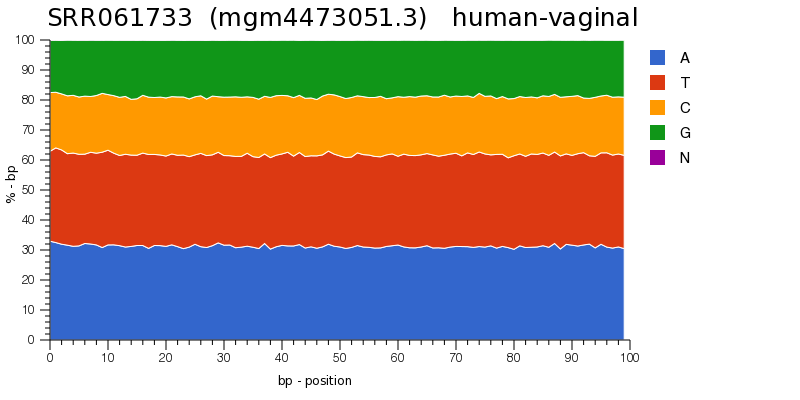 SRR061733 (mgm4473051.3) human-vaginal
100
90
80
70
60
50
40
30
20
10
0
% - bp
0 10 20 30 40 50 60 70 80 90 100
bp - position
A
T
C
G
N